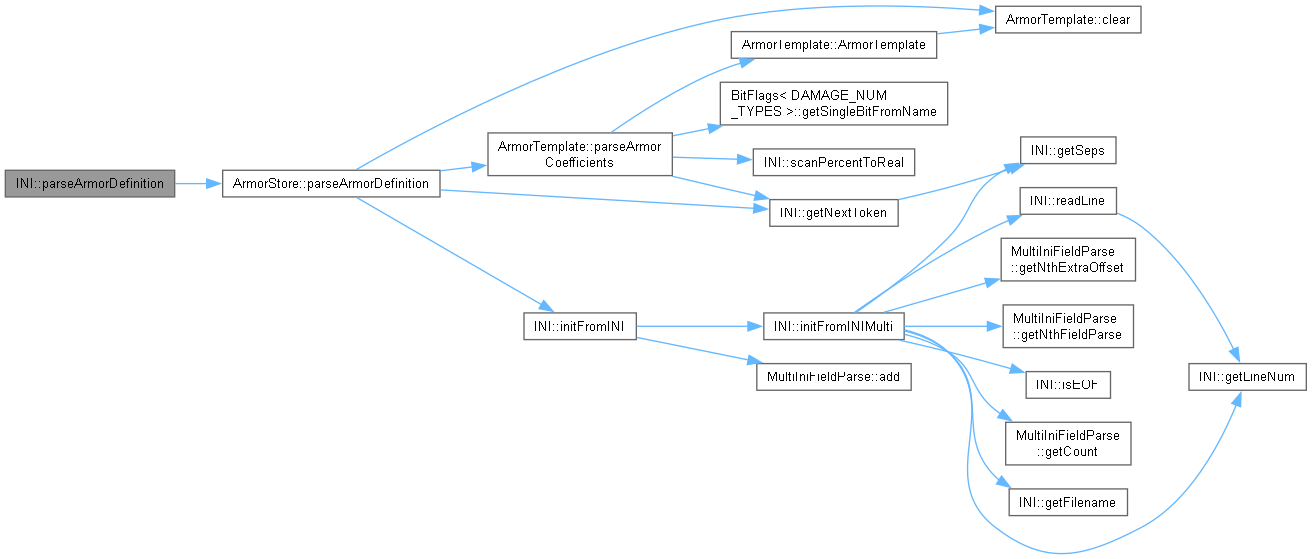 INI::parseArmorDefinition
ArmorStore::parseArmorDefinition
ArmorTemplate::clear
ArmorTemplate::ArmorTemplate
BitFlags< DAMAGE_NUM
_TYPES >::getSingleBitFromName
ArmorTemplate::parseArmor
Coefficients
INI::scanPercentToReal
INI::getNextToken
INI::initFromINI
INI::initFromINIMulti
MultiIniFieldParse::add
INI::getSeps
INI::readLine
MultiIniFieldParse
::getNthExtraOffset
MultiIniFieldParse
::getNthFieldParse
INI::isEOF
MultiIniFieldParse
::getCount
INI::getFilename
INI::getLineNum